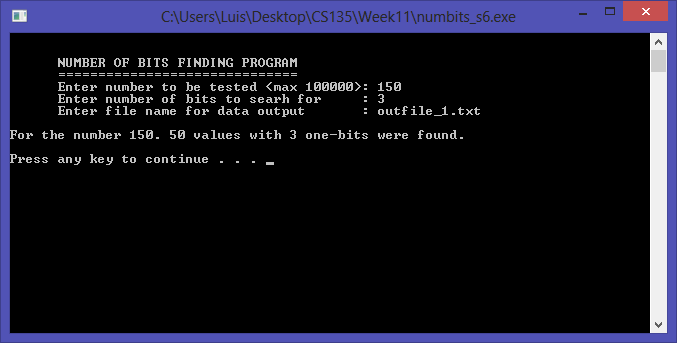 C:\Users\Luis\Desktop\CS135\Week11\numbits_s6.exe
NUMBER OF BITS FINDING PROGRAM
==============================
Enter number to be tested <max 100000>: 150
Enter number of bits to searh for     : 3
Enter file name for data output       : outfile_1.txt
For the number 150. 50 values with 3 one-bits were found.
Press any key to continue . . . _